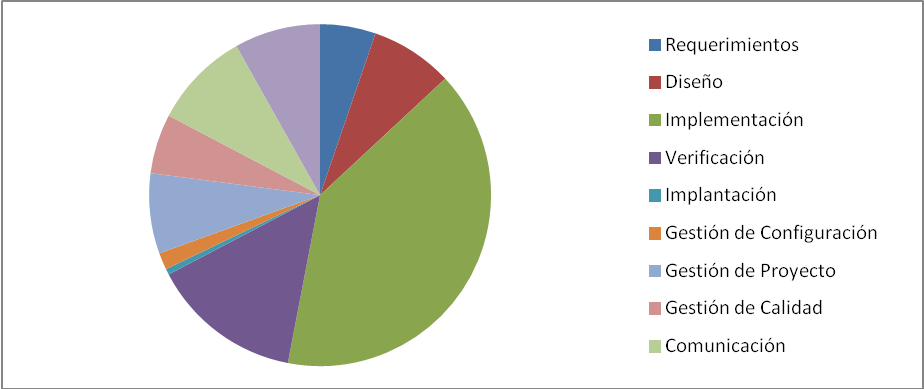 Requerimientos
Diseño
Implementación
Verificación
Implantación
Gestión de Configuración
Gestión de Proyecto
Gestión de Calidad
Comunicación